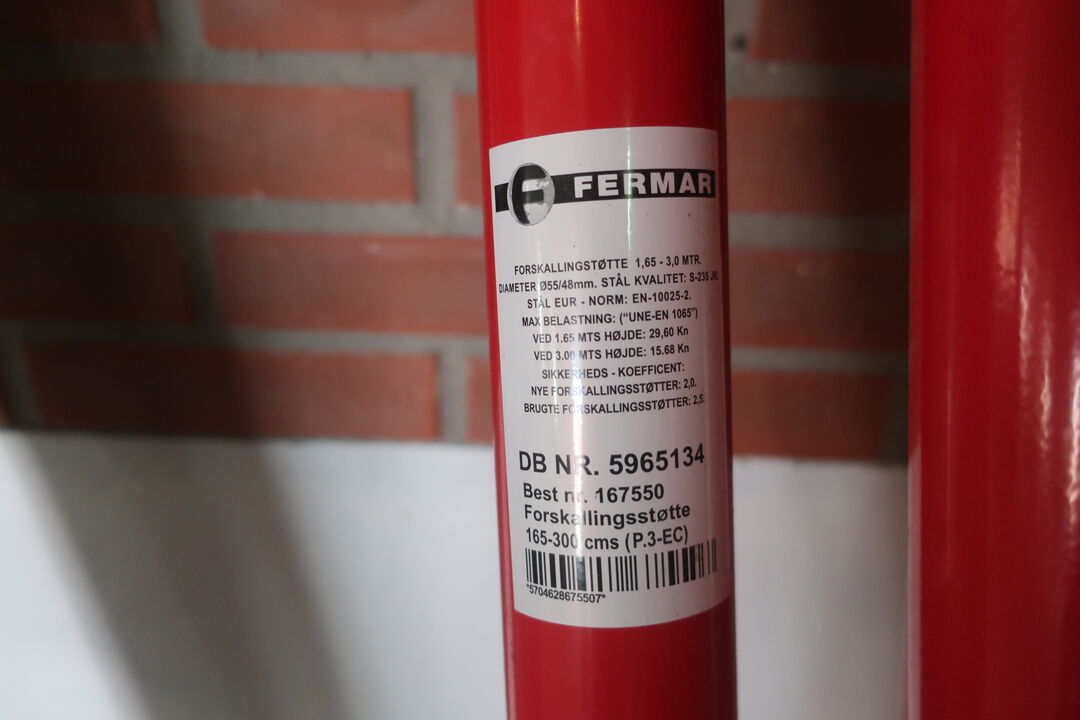 FERMAR
FORSKALLINGSTØTTE 1,65 - 3,0 MTR.
DIAMETER Ø55/48mm. STÅL KVALITET: S-235 JR.
STÅL EUR - NORM: EN-10025-2.
MAX BELASTNING: ("UNE-EN 1065")
VED 1.65 MTS HØJDE: 29,60 Kn
VED 3.00 MTS HØJDE: 15.68 Kn
SIKKERHEDS - KOEFFICENT:
NYE FORSKALLINGSSTØTTER: 2,0.
BRUGTE FORSKALLINGSSTØTTER: 2,5.
DB NR. 5965134
Best nr. 167550
Forskallingsstøtte
165-300 cms (P.3-EC)
*5704628675507*